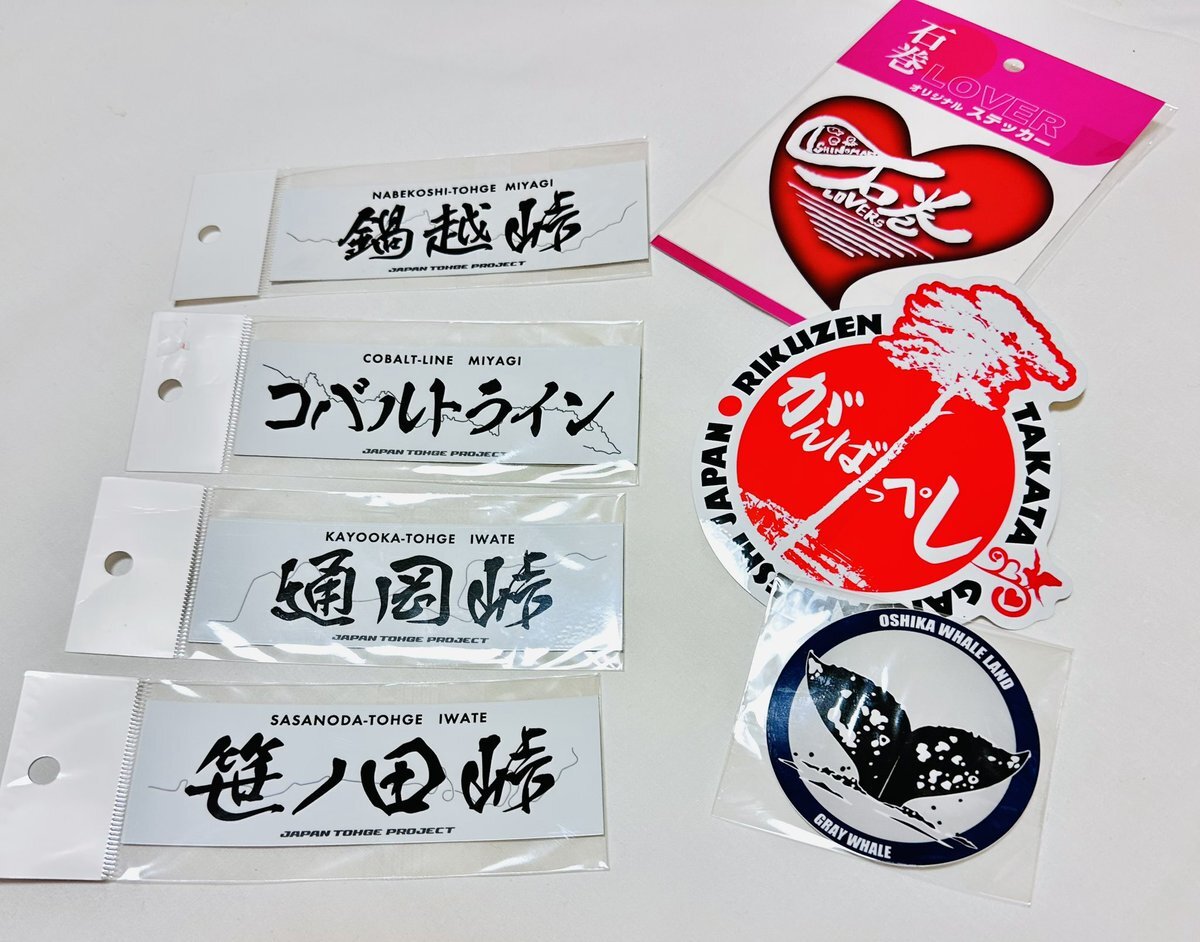 NABEKOSHI-TOHGE MIYAGI
鍋越峠
JAPAN TOHGE PROJECT
COBALT-LINE MIYAGI
コバルトライン
JAPAN TOHGE PROJECT
KAYOOKA-TOHGE IWATE
通岡峠
JAPAN TOHGE PROJECT
SASANODA-TOHGE IWATE
笹ノ田峠
JAPAN TOHGE PROJECT
石巻 LOVER
オリジナル ステッカー
石巻
LOVERS
JAPAN RIKUZEN TAKATA
がんばっぺし
OSHIKA WHALE LAND
GRAY WHALE